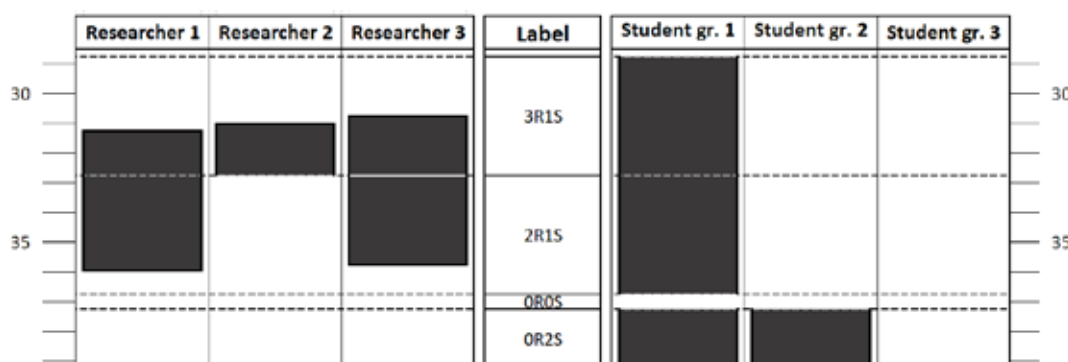 Researcher 1 Researcher 2 Researcher 3 Label Student gr. 1 Student gr. 2 Student gr. 3
30 3R1S 30
35 2R1S 35
0R0S
0R2S